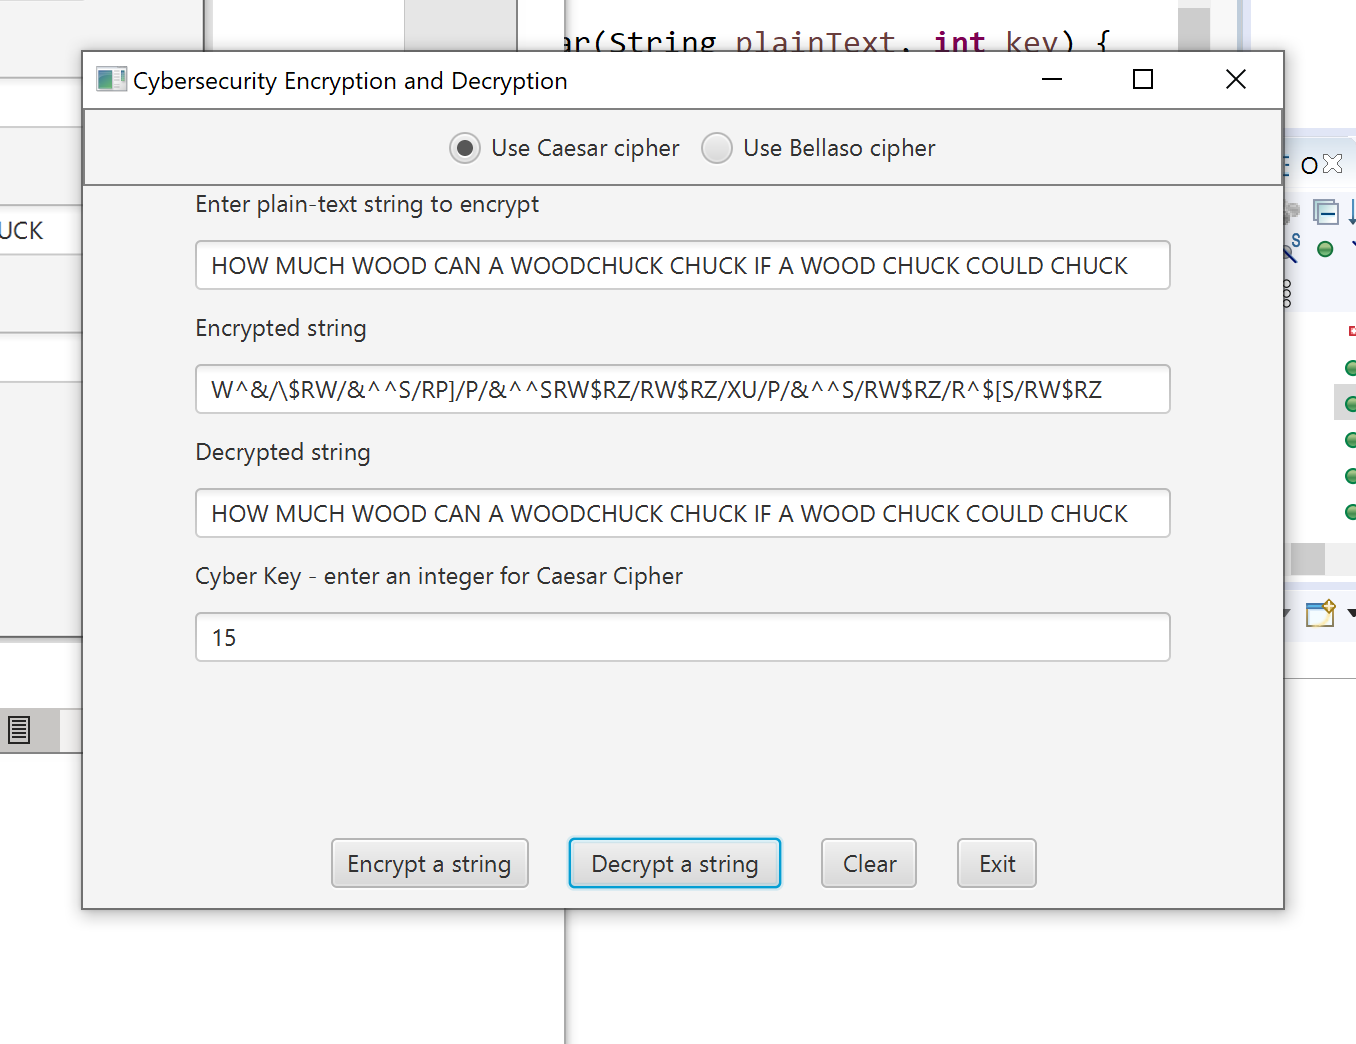 ar(String plainText, int key) {
Cybersecurity Encryption and Decryption
Use Caesar cipher Use Bellaso cipher
Enter plain-text string to encrypt
UCK
HOW MUCH WOOD CAN A WOODCHUCK CHUCK IF A WOOD CHUCK COULD CHUCK
Encrypted string
W^&/\$RW/&^^S/RP]/P/&^^SRW$RZ/RW$RZ/XU/P/&^^S/RW$RZ/R^$[S/RW$RZ
Decrypted string
HOW MUCH WOOD CAN A WOODCHUCK CHUCK IF A WOOD CHUCK COULD CHUCK
Cyber Key - enter an integer for Caesar Cipher
15
Encrypt a string Decrypt a string Clear Exit